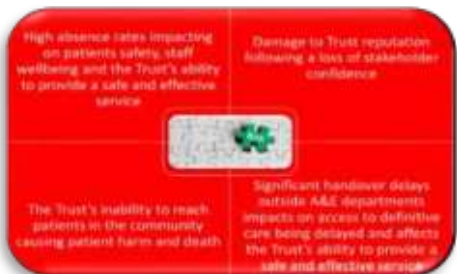 High absence rates impacting
on patients safety, staff
wellbeing and the Trust's ability
to provide a safe and effective
service
Damage to Trust reputation
following a loss of stakeholder
confidence
The Trust's inability to reach
patients in the community
causing patient harm and death
Significant handover delays
outside A&E departments
impacts on access to definitive
care being delayed and affects
the Trust's ability to provide a
safe and effective service